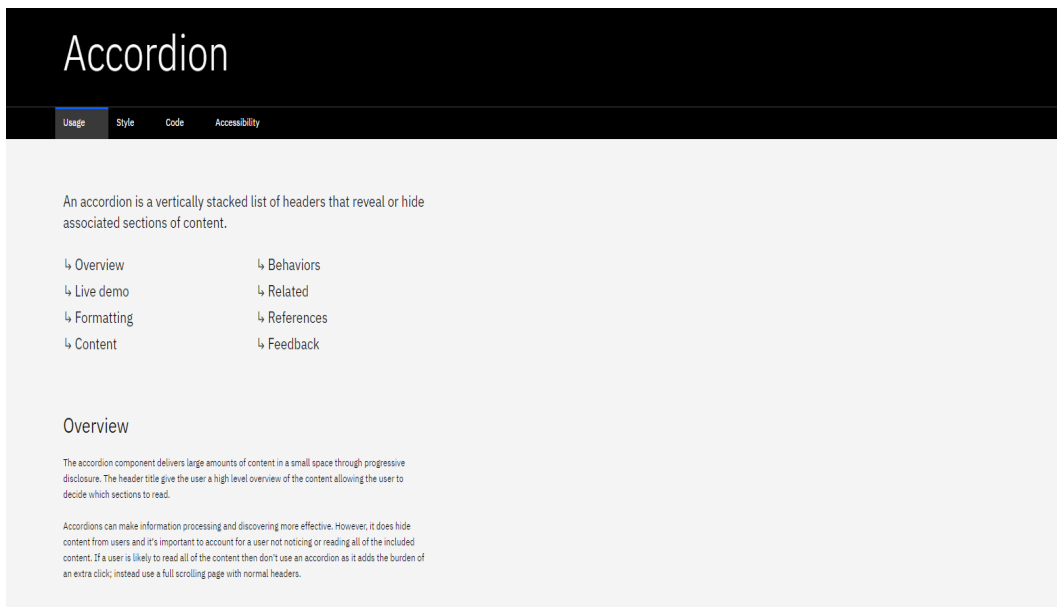 Accordion
Usage Style Code Accessibility
An accordion is a vertically stacked list of headers that reveal or hide
associated sections of content.
↳ Overview
↳ Live demo
↳ Formatting
↳ Content
↳ Behaviors
↳ Related
↳ References
↳ Feedback
Overview
The accordion component delivers large amounts of content in a small space through progressive
disclosure. The header title give the user a high level overview of the content allowing the user to
decide which sections to read.
Accordions can make information processing and discovering more effective. However, it does hide
content from users and it's important to account for a user not noticing or reading all of the included
content. If a user is likely to read all of the content then don't use an accordion as it adds the burden of
an extra click; instead use a full scrolling page with normal headers.